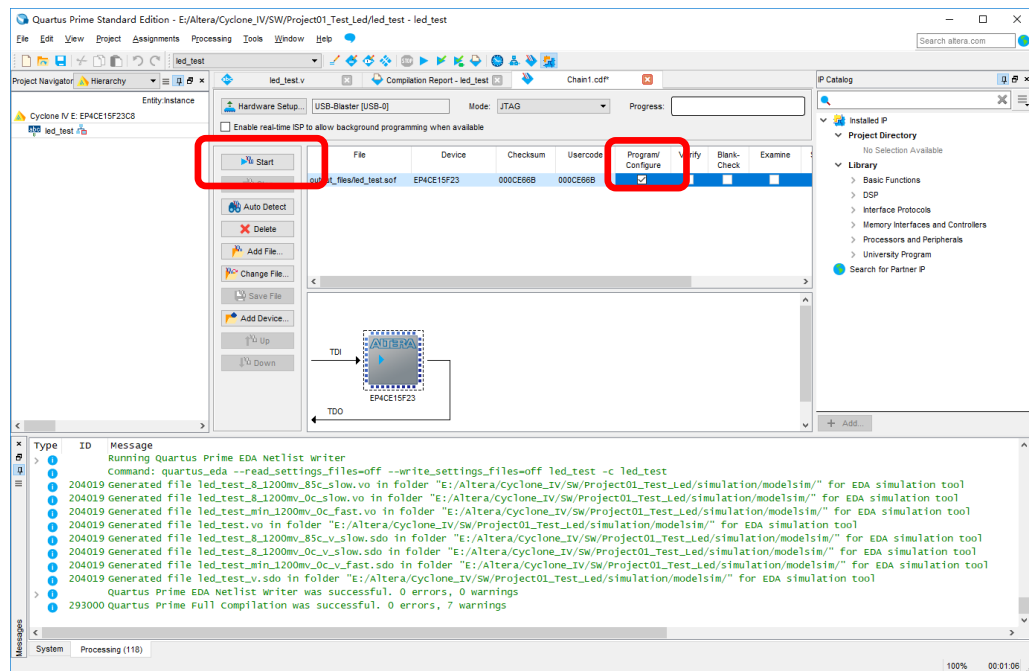 Quartus Prime Standard Edition - E:/Altera/Cyclone_IV/SW/Project01_Test_Led/led_test - led_test
File Edit View Project Assignments Processing Tools Window Help
Search altera.com
led_test
Project Navigator Hierarchy
Entity:Instance
Cyclone IV E: EP4CE15F23C8
led_test
led_test.v
Compilation Report - led_test
Chain1.cdf*
Hardware Setup... USB-Blaster [USB-0] Mode: JTAG Progress:
Enable real-time ISP to allow background programming when available
Start
Auto Detect
Delete
Add File...
Change File...
Save File
Add Device...
Up
Down
File Device Checksum Usercode Program/ Configure Verify Blank- Check Examine
output_files/led_test.sof EP4CE15F23 000CE66B 000CE66B
TDI
ALTERA
EP4CE15F23
TDO
IP Catalog
Installed IP
Project Directory
No Selection Available
Library
Basic Functions
DSP
Interface Protocols
Memory Interfaces and Controllers
Processors and Peripherals
University Program
Search for Partner IP
+ Add...
Type ID Message
Running Quartus Prime EDA Netlist Writer
Command: quartus_eda --read_settings_files=off --write_settings_files=off led_test -c led_test
204019 Generated file led_test_8_1200mv_85c_slow.vo in folder "E:/Altera/Cyclone_IV/SW/Project01_Test_Led/simulation/modelsim/" for EDA simulation tool
204019 Generated file led_test_8_1200mv_0c_slow.vo in folder "E:/Altera/Cyclone_IV/SW/Project01_Test_Led/simulation/modelsim/" for EDA simulation tool
204019 Generated file led_test_min_1200mv_0c_fast.vo in folder "E:/Altera/Cyclone_IV/SW/Project01_Test_Led/simulation/modelsim/" for EDA simulation tool
204019 Generated file led_test.vo in folder "E:/Altera/Cyclone_IV/SW/Project01_Test_Led/simulation/modelsim/" for EDA simulation tool
204019 Generated file led_test_8_1200mv_85c_v_slow.sdo in folder "E:/Altera/Cyclone_IV/SW/Project01_Test_Led/simulation/modelsim/" for EDA simulation tool
204019 Generated file led_test_8_1200mv_0c_v_slow.sdo in folder "E:/Altera/Cyclone_IV/SW/Project01_Test_Led/simulation/modelsim/" for EDA simulation tool
204019 Generated file led_test_min_1200mv_0c_v_fast.sdo in folder "E:/Altera/Cyclone_IV/SW/Project01_Test_Led/simulation/modelsim/" for EDA simulation tool
204019 Generated file led_test_v.sdo in folder "E:/Altera/Cyclone_IV/SW/Project01_Test_Led/simulation/modelsim/" for EDA simulation tool
Quartus Prime EDA Netlist Writer was successful. 0 errors, 0 warnings
293000 Quartus Prime Full Compilation was successful. 0 errors, 7 warnings
Messages
System Processing (118)
100% 00:01:06